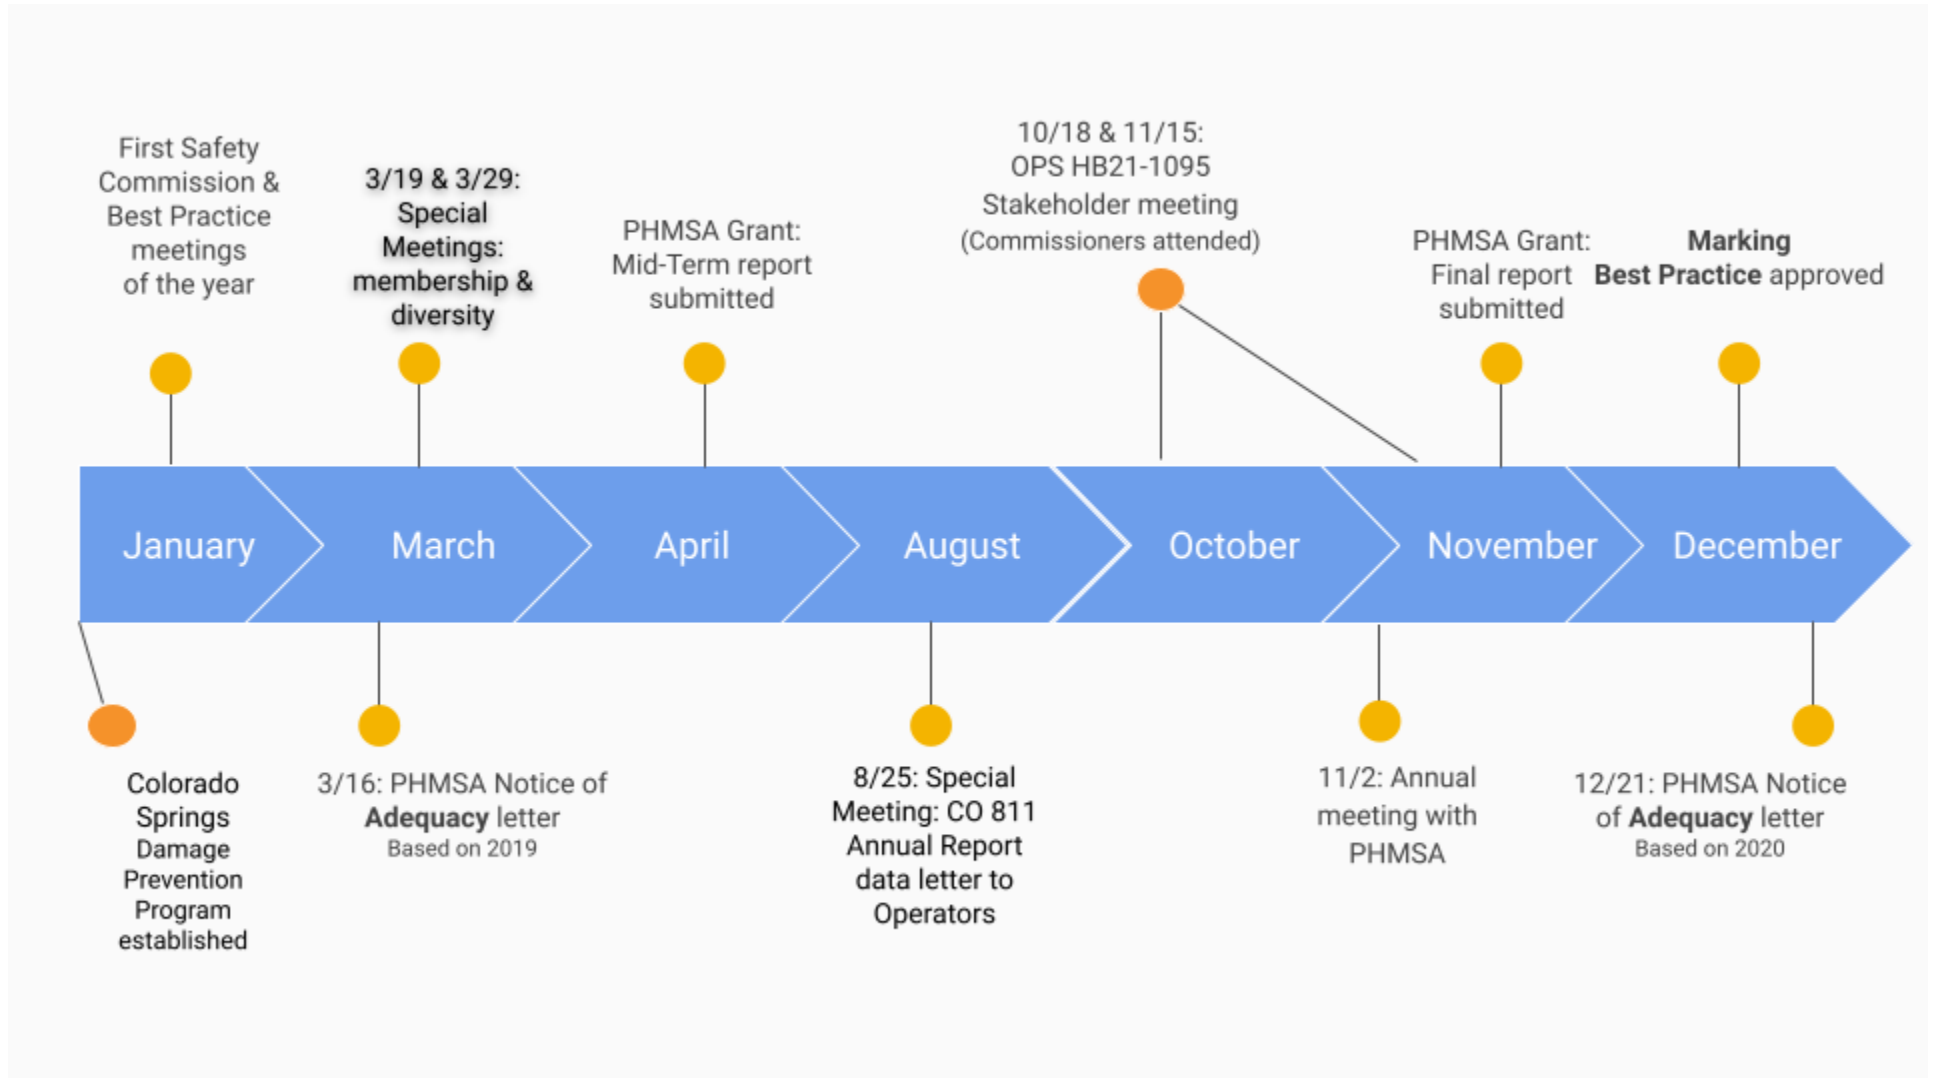 First Safety
Commission &
Best Practice
meetings
of the year
3/19 & 3/29:
Special
Meetings:
membership &
diversity
PHMSA Grant:
Mid-Term report
submitted
10/18 & 11/15:
OPS HB21-1095
Stakeholder meeting
(Commissioners attended)
PHMSA Grant:
Final report
submitted
Marking
Best Practice approved
January
March
April
August
October
November
December
Colorado
Springs
Damage
Prevention
Program
established
3/16: PHMSA Notice of
Adequacy letter
Based on 2019
8/25: Special
Meeting: CO 811
Annual Report
data letter to
Operators
11/2: Annual
meeting with
PHMSA
12/21: PHMSA Notice
of Adequacy letter
Based on 2020